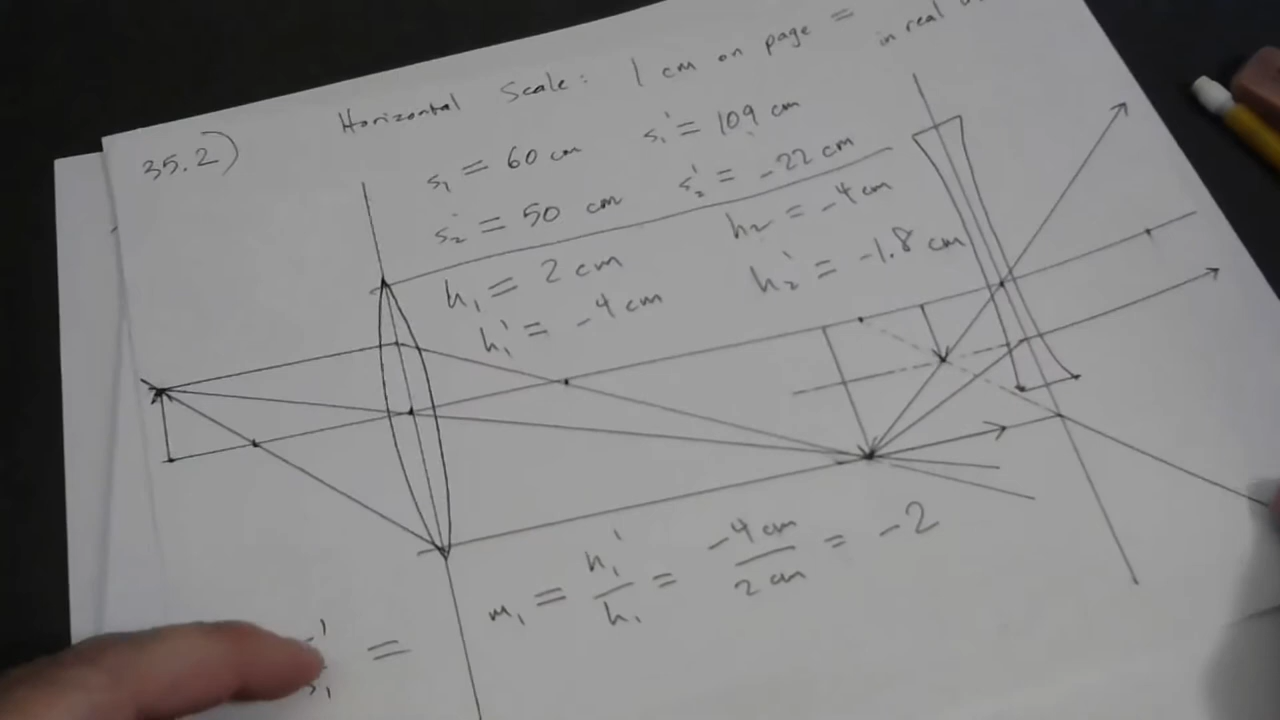 Horizontal Scale: 1 cm on page =
in real
35.2)
s₁ = 60 cm s₁' = 109 cm
s₂ = 50 cm s₂' = -22 cm
h₁ = 2 cm h₂ = -4 cm
h₁' = -4 cm h₂' = -1.8 cm
m₁ = h₁'/h₁ = -4 cm/2 cm = -2
=